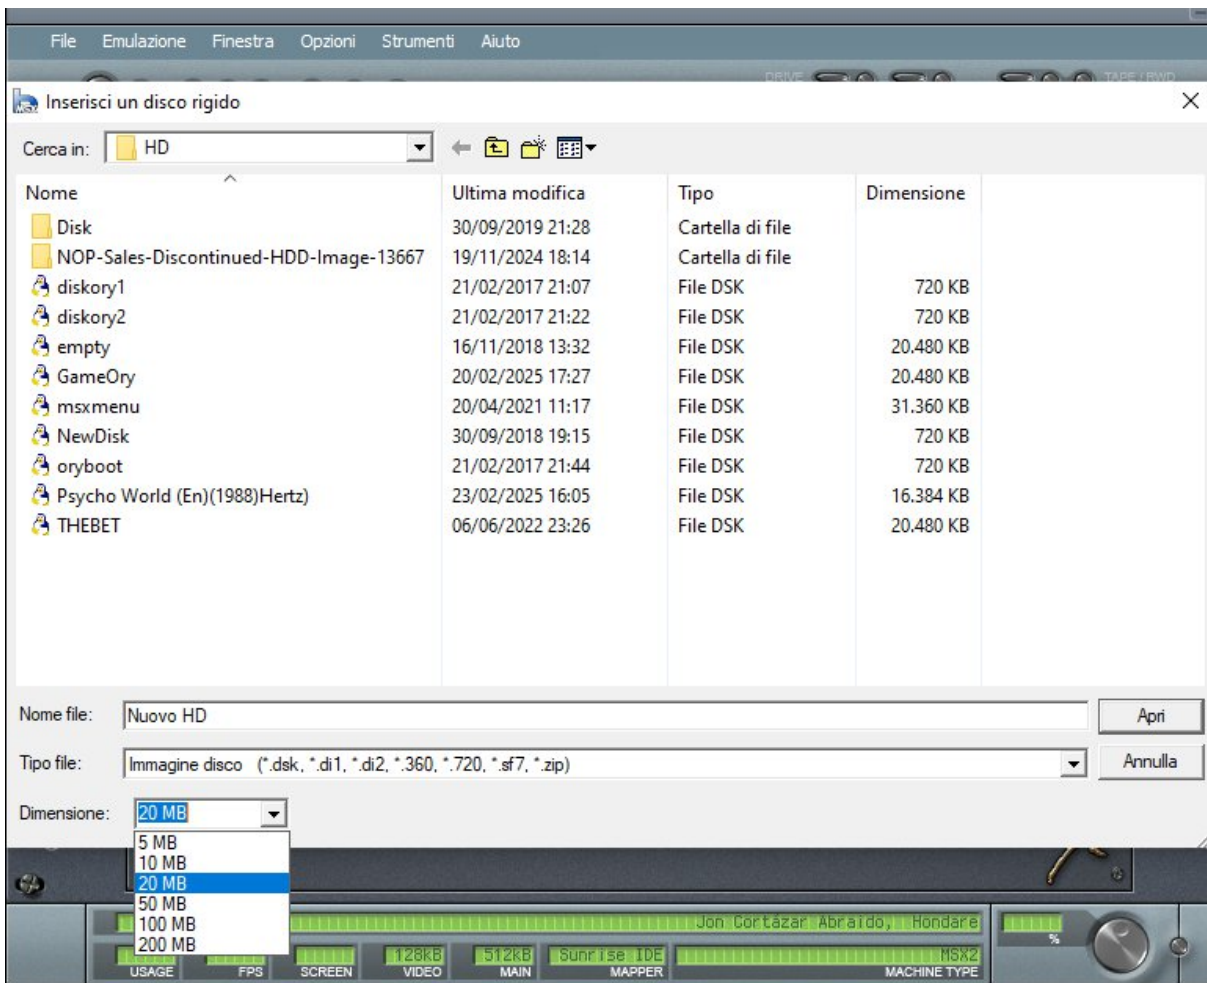 File Emulazione Finestra Opzioni Strumenti Aiuto
DRIVE TAPE / RWD
Inserisci un disco rigido
Cerca in: HD
Nome Ultima modifica Tipo Dimensione
Disk 30/09/2019 21:28 Cartella di file
NOP-Sales-Discontinued-HDD-Image-13667 19/11/2024 18:14 Cartella di file
diskory1 21/02/2017 21:07 File DSK 720 KB
diskory2 21/02/2017 21:22 File DSK 720 KB
empty 16/11/2018 13:32 File DSK 20.480 KB
GameOry 20/02/2025 17:27 File DSK 20.480 KB
msxmenu 20/04/2021 11:17 File DSK 31.360 KB
NewDisk 30/09/2018 19:15 File DSK 720 KB
oryboot 21/02/2017 21:44 File DSK 720 KB
Psycho World (En)(1988)Hertz) 23/02/2025 16:05 File DSK 16.384 KB
THEBET 06/06/2022 23:26 File DSK 20.480 KB
Nome file: Nuovo HD Apri
Tipo file: Immagine disco (*.dsk, *.di1, *.di2, *.360, *.720, *.sf7, *.zip) Annulla
Dimensione: 20 MB
5 MB
10 MB
20 MB
50 MB
100 MB
200 MB
Jon Cortázar Abraido, Hondare
%
128kB 512kB Sunrise IDE MSX2
USAGE FPS SCREEN VIDEO MAIN MAPPER MACHINE TYPE